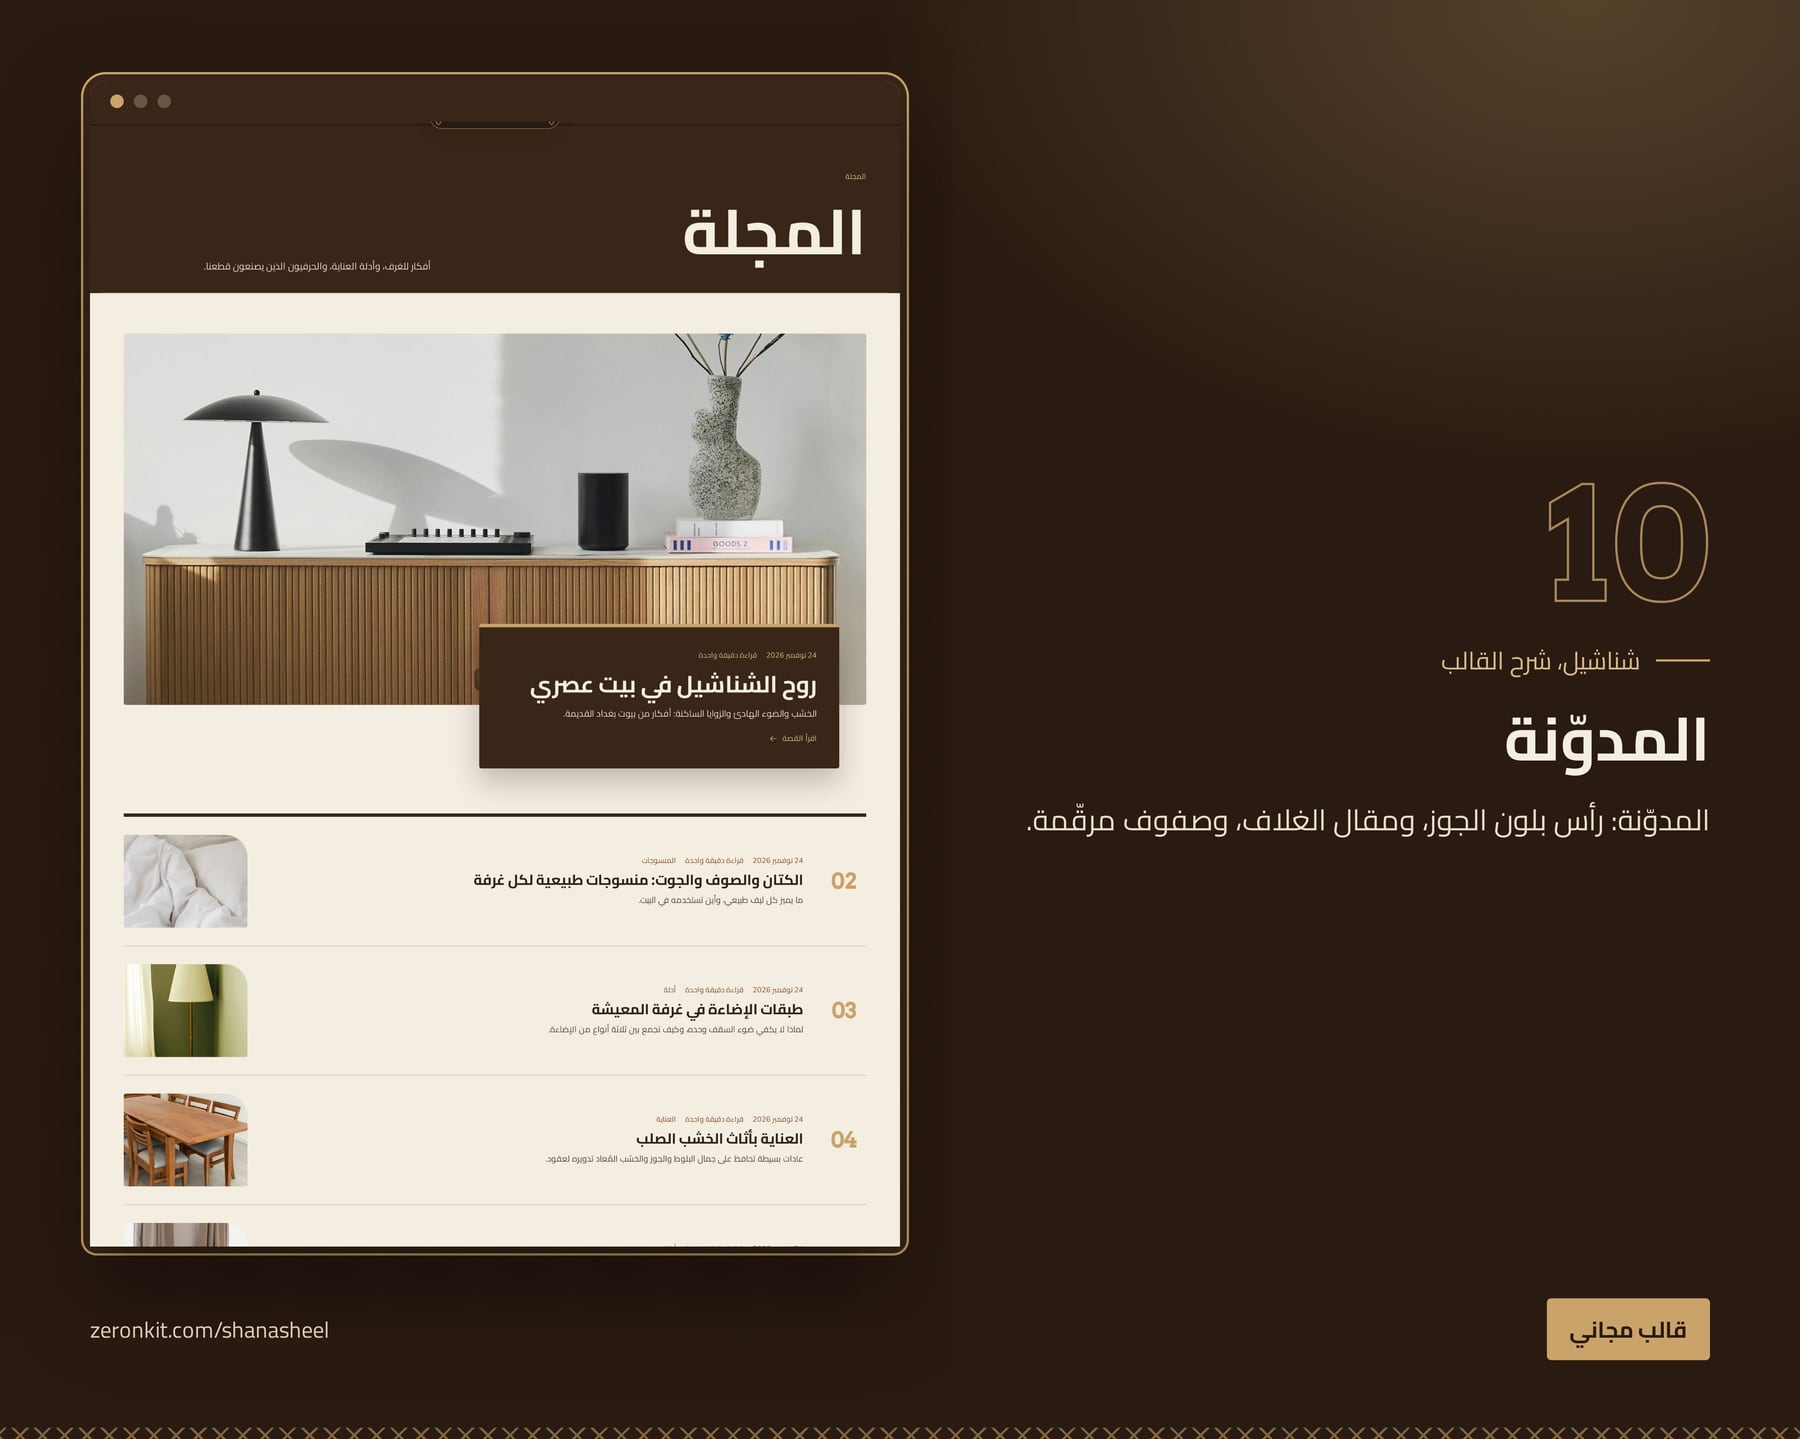 10
شناشيل، شرح القالب
المدوّنة
المدوّنة: رأس بلون الجوز، ومقال الغلاف، وصفوف مرقّمة.
قالب مجاني
zeronkit.com/shanasheel
المجلة
المجلة
أفكار للغرف، وأدلة العناية، والحرفيون الذين يصنعون قطعنا.
GOODS 2
24 نوفمبر 2026 قراءة دقيقة واحدة
روح الشناشيل في بيت عصري
الخشب والضوء الهادئ والزوايا الساكنة: أفكار من بيوت بغداد القديمة.
اقرأ القصة ←
02
24 نوفمبر 2026 قراءة دقيقة واحدة المنسوجات
الكتان والصوف والجوت: منسوجات طبيعية لكل غرفة
ما يميز كل ليف طبيعي، وأين تستخدمه في البيت.
03
24 نوفمبر 2026 قراءة دقيقة واحدة أدلة
طبقات الإضاءة في غرفة المعيشة
لماذا لا يكفي ضوء السقف وحده، وكيف تجمع بين ثلاثة أنواع من الإضاءة.
04
24 نوفمبر 2026 قراءة دقيقة واحدة العناية
العناية بأثاث الخشب الصلب
عادات بسيطة تحافظ على جمال البلوط والجوز والخشب المُعاد تدويره لعقود.